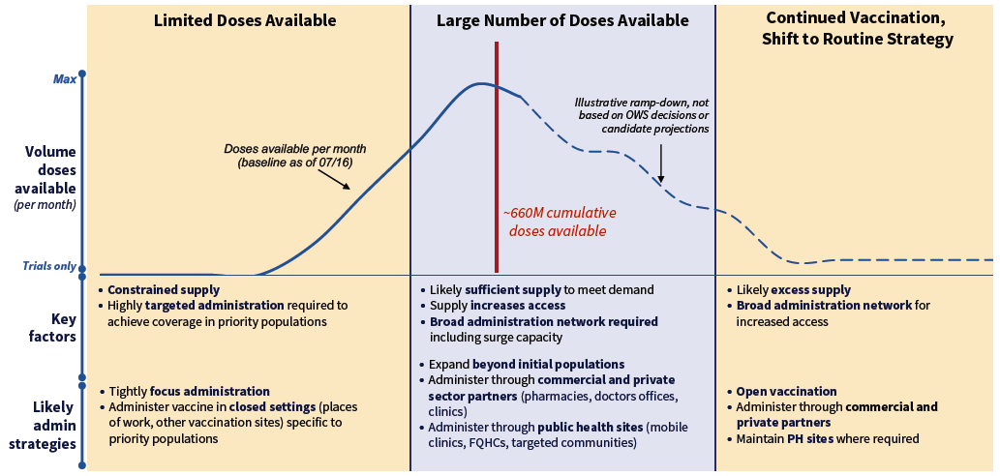 Limited Doses Available
Large Number of Doses Available
Continued Vaccination,
Shift to Routine Strategy
Max
Volume
doses
available
(per month)
Trials only
Doses available per month
(baseline as of 07/16)
~660M cumulative
doses available
Illustrative ramp-down, not
based on OWS decisions or
candidate projections
Key
factors
• Constrained supply
• Highly targeted administration required to
achieve coverage in priority populations
• Likely sufficient supply to meet demand
• Supply increases access
• Broad administration network required
including surge capacity
• Likely excess supply
• Broad administration network for
increased access
Likely
admin
strategies
• Tightly focus administration
• Administer vaccine in closed settings (places
of work, other vaccination sites) specific to
priority populations
• Expand beyond initial populations
• Administer through commercial and private
sector partners (pharmacies, doctors offices,
clinics)
• Administer through public health sites (mobile
clinics, FQHCs, targeted communities)
• Open vaccination
• Administer through commercial and
private partners
• Maintain PH sites where required